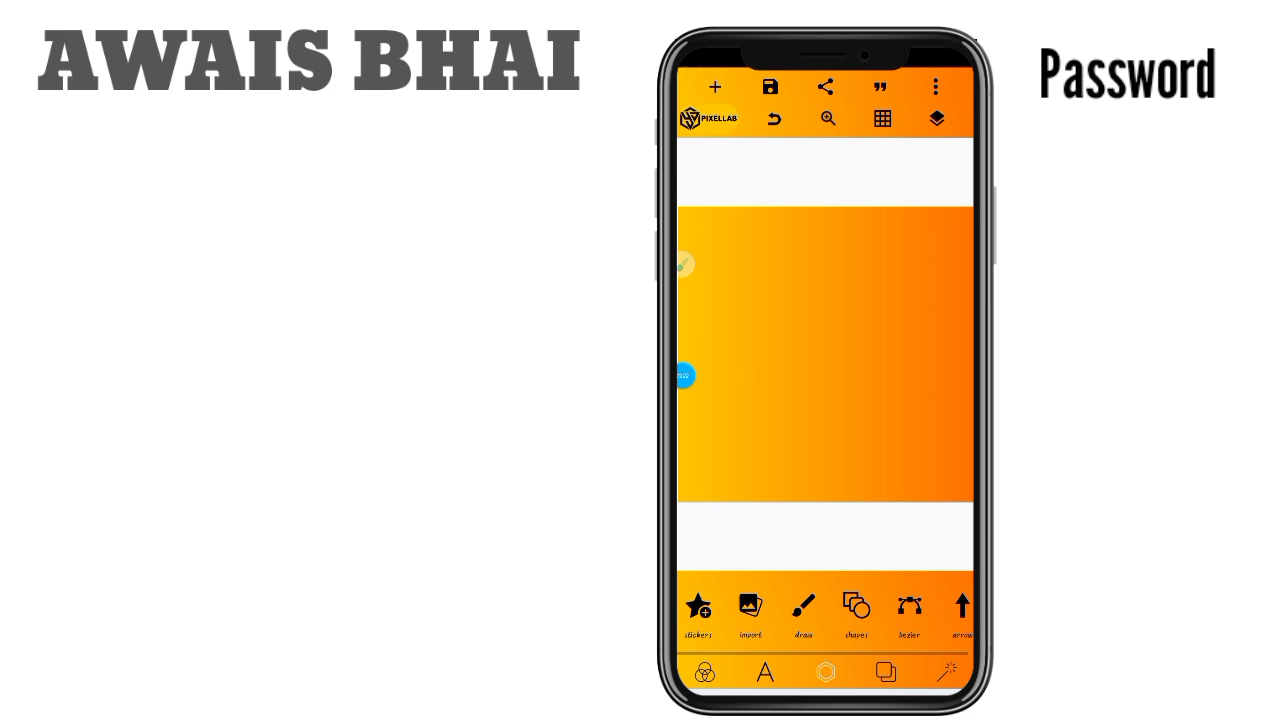 AWAIS BHAI
Password
PIXELLAB
stickers import draw shapes bezier arrow